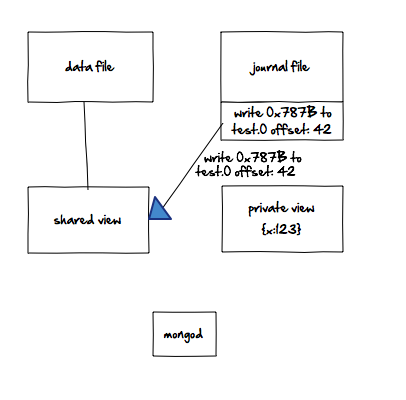 data file
journal file
write 0x787B to
test.0 offset: 42
write 0x787B to
test.0 offset: 42
shared view
private view
{x:123}
mongod